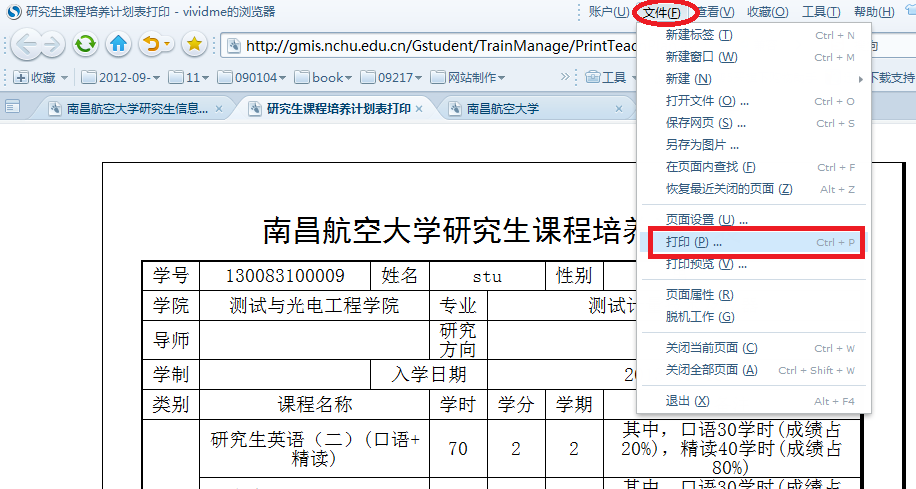 研究生课程培养计划表打印 - vividme的浏览器
账户(U) 文件(F) 查看(V) 收藏(O) 工具(T) 帮助(H)
http://gmis.nchu.edu.cn/Gstudent/TrainManage/PrintTeac
收藏 2012-09- 11 090104 book 09217 网站制作 » 工具
下载支持
南昌航空大学研究生信息... 研究生课程培养计划表打印 南昌航空大学
新建标签 (T) Ctrl + N
新建窗口 (W) Ctrl + M
新建 (N)
打开文件 (O) ... Ctrl + O
保存网页 (S) ... Ctrl + S
另存为图片 ...
在页面内查找 (F) Ctrl + F
恢复最近关闭的页面 (Z) Alt + Z
页面设置 (U) ...
打印 (P) ... Ctrl + P
打印预览 (V) ...
页面属性 (R)
脱机工作 (G)
关闭当前页面 (C) Ctrl + W
关闭全部页面 (A) Ctrl + Shift + W
退出 (X) Alt + F4
南昌航空大学研究生课程培
学号 130083100009 姓名 stu 性别
学院 测试与光电工程学院 专业 测试
导师 研究
方向
学制 入学日期 20
类别 课程名称 学时 学分 学期
研究生英语（二）(口语+
精读) 70 2 2 其中，口语30学时(成绩占
20%)，精读40学时(成绩占
80%)
其中，口语30学时(成绩占